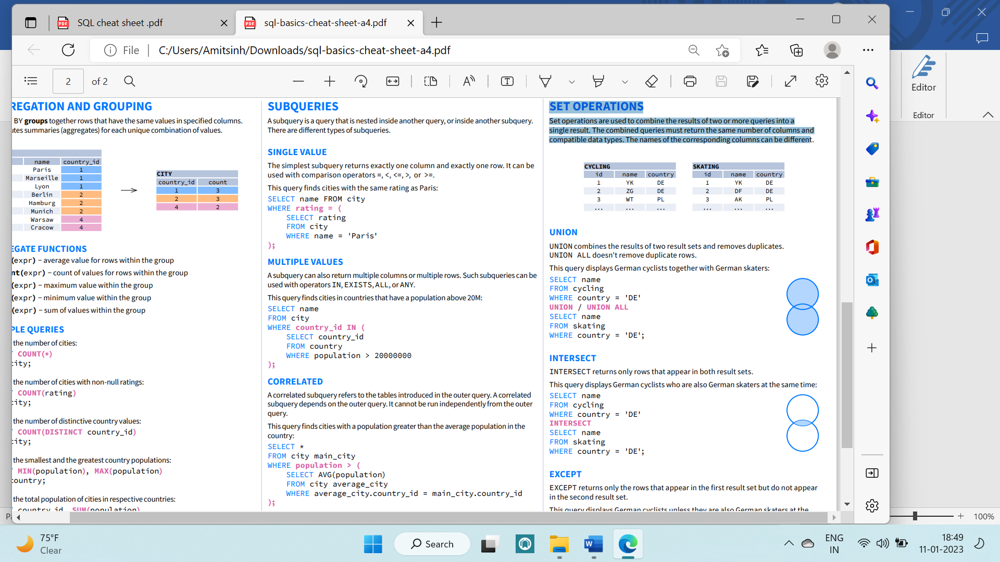 SQL cheat sheet .pdf
sql-basics-cheat-sheet-a4.pdf
File
C:/Users/Amitsinh/Downloads/sql-basics-cheat-sheet-a4.pdf
2
of 2
REGATION AND GROUPING
BY groups together rows that have the same values in specified columns.
utes summaries (aggregates) for each unique combination of values.
name country_id
Paris 1
Marseille 1
Lyon 1
Berlin 2
Hamburg 2
Munich 2
Warsaw 4
Cracow 4
CITY
country_id count
1 3
2 3
4 2
EGATE FUNCTIONS
(expr) − average value for rows within the group
nt(expr) − count of values for rows within the group
(expr) − maximum value within the group
(expr) − minimum value within the group
(expr) − sum of values within the group
PLE QUERIES
the number of cities:
COUNT(*)
city;
the number of cities with non-null ratings:
COUNT(rating)
city;
the number of distinctive country values:
COUNT(DISTINCT country_id)
city;
the smallest and the greatest country populations:
MIN(population), MAX(population)
country;
the total population of cities in respective countries:
country_id, SUM(population)
SUBQUERIES
A subquery is a query that is nested inside another query, or inside another subquery.
There are different types of subqueries.
SINGLE VALUE
The simplest subquery returns exactly one column and exactly one row. It can be
used with comparison operators =, <, <=, >, or >=.
This query finds cities with the same rating as Paris:
SELECT name FROM city
WHERE rating = (
SELECT rating
FROM city
WHERE name = 'Paris'
);
MULTIPLE VALUES
A subquery can also return multiple columns or multiple rows. Such subqueries can be
used with operators IN, EXISTS, ALL, or ANY.
This query finds cities in countries that have a population above 20M:
SELECT name
FROM city
WHERE country_id IN (
SELECT country_id
FROM country
WHERE population > 20000000
);
CORRELATED
A correlated subquery refers to the tables introduced in the outer query. A correlated
subquery depends on the outer query. It cannot be run independently from the outer
query.
This query finds cities with a population greater than the average population in the
country:
SELECT *
FROM city main_city
WHERE population > (
SELECT AVG(population)
FROM city average_city
WHERE average_city.country_id = main_city.country_id
);
SET OPERATIONS
Set operations are used to combine the results of two or more queries into a
single result. The combined queries must return the same number of columns and
compatible data types. The names of the corresponding columns can be different.
CYCLING
id name country
1 YK DE
2 ZG DE
3 WT PL
... ... ...
SKATING
id name country
1 YK DE
2 DF DE
3 AK PL
... ... ...
UNION
UNION combines the results of two result sets and removes duplicates.
UNION ALL doesn't remove duplicate rows.
This query displays German cyclists together with German skaters:
SELECT name
FROM cycling
WHERE country = 'DE'
UNION / UNION ALL
SELECT name
FROM skating
WHERE country = 'DE';
INTERSECT
INTERSECT returns only rows that appear in both result sets.
This query displays German cyclists who are also German skaters at the same time:
SELECT name
FROM cycling
WHERE country = 'DE'
INTERSECT
SELECT name
FROM skating
WHERE country = 'DE';
EXCEPT
EXCEPT returns only the rows that appear in the first result set but do not appear
in the second result set.
This query displays German cyclists unless they are also German skaters at the
Editor
Editor
100%
75°F
Clear
Search
ENG
IN
18:49
11-01-2023